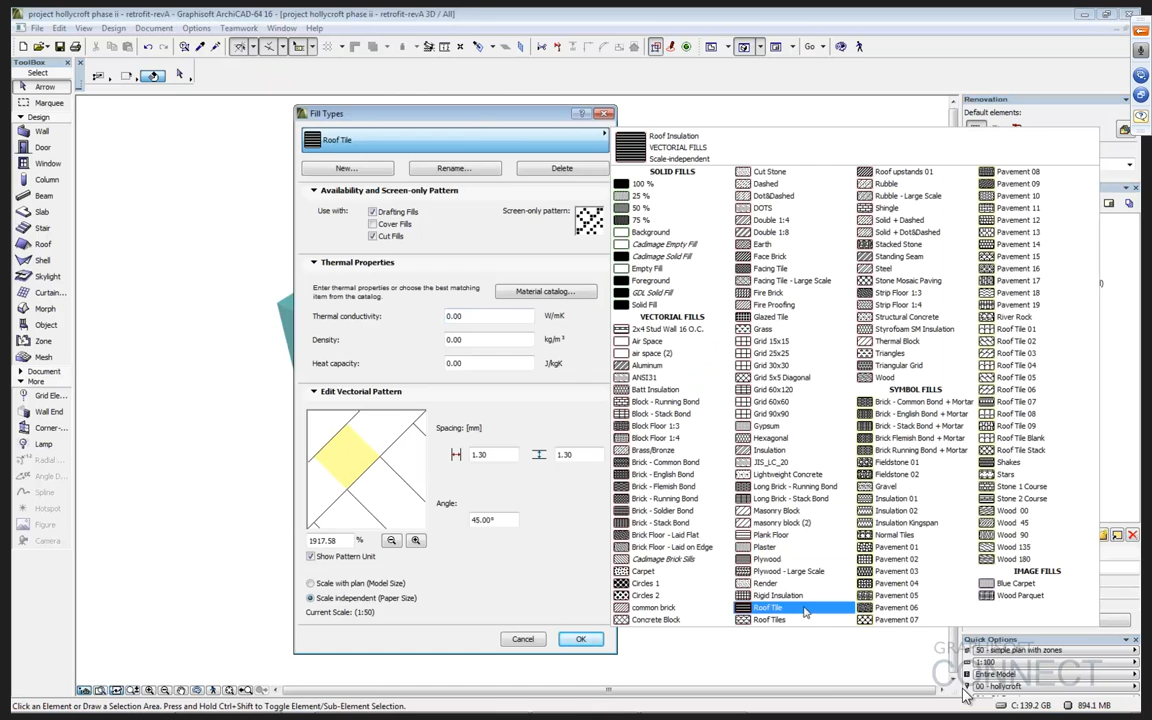 project hollycroft phase ii - retrofit-revA - Graphisoft ArchiCAD-64 16 - [project hollycroft phase ii - retrofit-revA 3D / All]
File Edit View Design Document Options Teamwork Window Help
Go
ToolBox
Select
Arrow
Marquee
Design
Wall
Door
Window
Column
Beam
Slab
Stair
Roof
Shell
Skylight
Curtain...
Morph
Object
Zone
Mesh
Document
More
Grid Ele...
Wall End
Corner-...
Lamp
Radial ...
Angle D...
Spline
Hotspot
Figure
Camera
Fill Types
Roof Tile
New...
Rename...
Delete
Availability and Screen-only Pattern
Use with:
Drafting Fills
Cover Fills
Cut Fills
Screen-only pattern:
Thermal Properties
Enter thermal properties or choose the best matching
item from the catalog.
Material catalog...
Thermal conductivity: 0.00 W/mK
Density: 0.00 kg/m³
Heat capacity: 0.00 J/kgK
Edit Vectorial Pattern
Spacing: [mm]
1.30
1.30
Angle:
45.00°
1917.58 %
Show Pattern Unit
Scale with plan (Model Size)
Scale independent (Paper Size)
Current Scale: (1:50)
Cancel
OK
Roof Insulation
VECTORIAL FILLS
Scale-independent
SOLID FILLS
100 %
25 %
50 %
75 %
Background
Cadimage Empty Fill
Cadimage Solid Fill
Empty Fill
Foreground
GDL Solid Fill
Solid Fill
VECTORIAL FILLS
2x4 Stud Wall 16 O.C.
Air Space
air space (2)
Aluminum
ANSI31
Batt Insulation
Block - Running Bond
Block - Stack Bond
Block Floor 1:3
Block Floor 1:4
Brass/Bronze
Brick - Common Bond
Brick - English Bond
Brick - Flemish Bond
Brick - Running Bond
Brick - Soldier Bond
Brick - Stack Bond
Brick Floor - Laid Flat
Brick Floor - Laid on Edge
Cadimage Brick Sills
Carpet
Circles 1
Circles 2
common brick
Concrete Block
Cut Stone
Dashed
Dot&Dashed
DOTS
Double 1:4
Double 1:8
Earth
Face Brick
Facing Tile
Facing Tile - Large Scale
Fire Brick
Fire Proofing
Glazed Tile
Grass
Grid 15x15
Grid 25x25
Grid 30x30
Grid 5x5 Diagonal
Grid 60x120
Grid 60x60
Grid 90x90
Gypsum
Hexagonal
Insulation
JIS_LC_20
Lightweight Concrete
Long Brick - Running Bond
Long Brick - Stack Bond
Masonry Block
masonry block (2)
Plank Floor
Plaster
Plywood
Plywood - Large Scale
Render
Rigid Insulation
Roof Tile
Roof Tiles
Roof upstands 01
Rubble
Rubble - Large Scale
Shingle
Solid + Dashed
Solid + Dot&Dashed
Stacked Stone
Standing Seam
Steel
Stone Mosaic Paving
Strip Floor 1:3
Strip Floor 1:4
Structural Concrete
Styrofoam SM Insulation
Thermal Block
Triangles
Triangular Grid
Wood
SYMBOL FILLS
Brick - Common Bond + Mortar
Brick - English Bond + Mortar
Brick - Running Bond + Mortar
Brick Flemish Bond + Mortar
Fieldstone 01
Fieldstone 02
Gravel
Insulation 01
Insulation 02
Insulation Kingspan
Normal Tiles
Pavement 01
Pavement 02
Pavement 03
Pavement 04
Pavement 05
Pavement 06
Pavement 07
Pavement 08
Pavement 09
Pavement 10
Pavement 11
Pavement 12
Pavement 13
Pavement 14
Pavement 15
Pavement 16
Pavement 17
Pavement 18
Pavement 19
River Rock
Roof Tile 01
Roof Tile 02
Roof Tile 03
Roof Tile 04
Roof Tile 05
Roof Tile 06
Roof Tile 07
Roof Tile 08
Roof Tile 09
Roof Tile Blank
Roof Tile Stack
Shakes
Stars
Stone 1 Course
Stone 2 Course
Wood 00
Wood 45
Wood 90
Wood 135
Wood 180
IMAGE FILLS
Blue Carpet
Wood Parquet
Renovation
Default elements:
Quick Options
50 - simple plan with zones
1:100
Entire Model
00 - hollycroft
GRAPHISOFT
CONNECT
Click an Element or Draw a Selection Area. Press and Hold Ctrl+Shift to Toggle Element/Sub-Element Selection.
C: 139.2 GB
894.1 MB